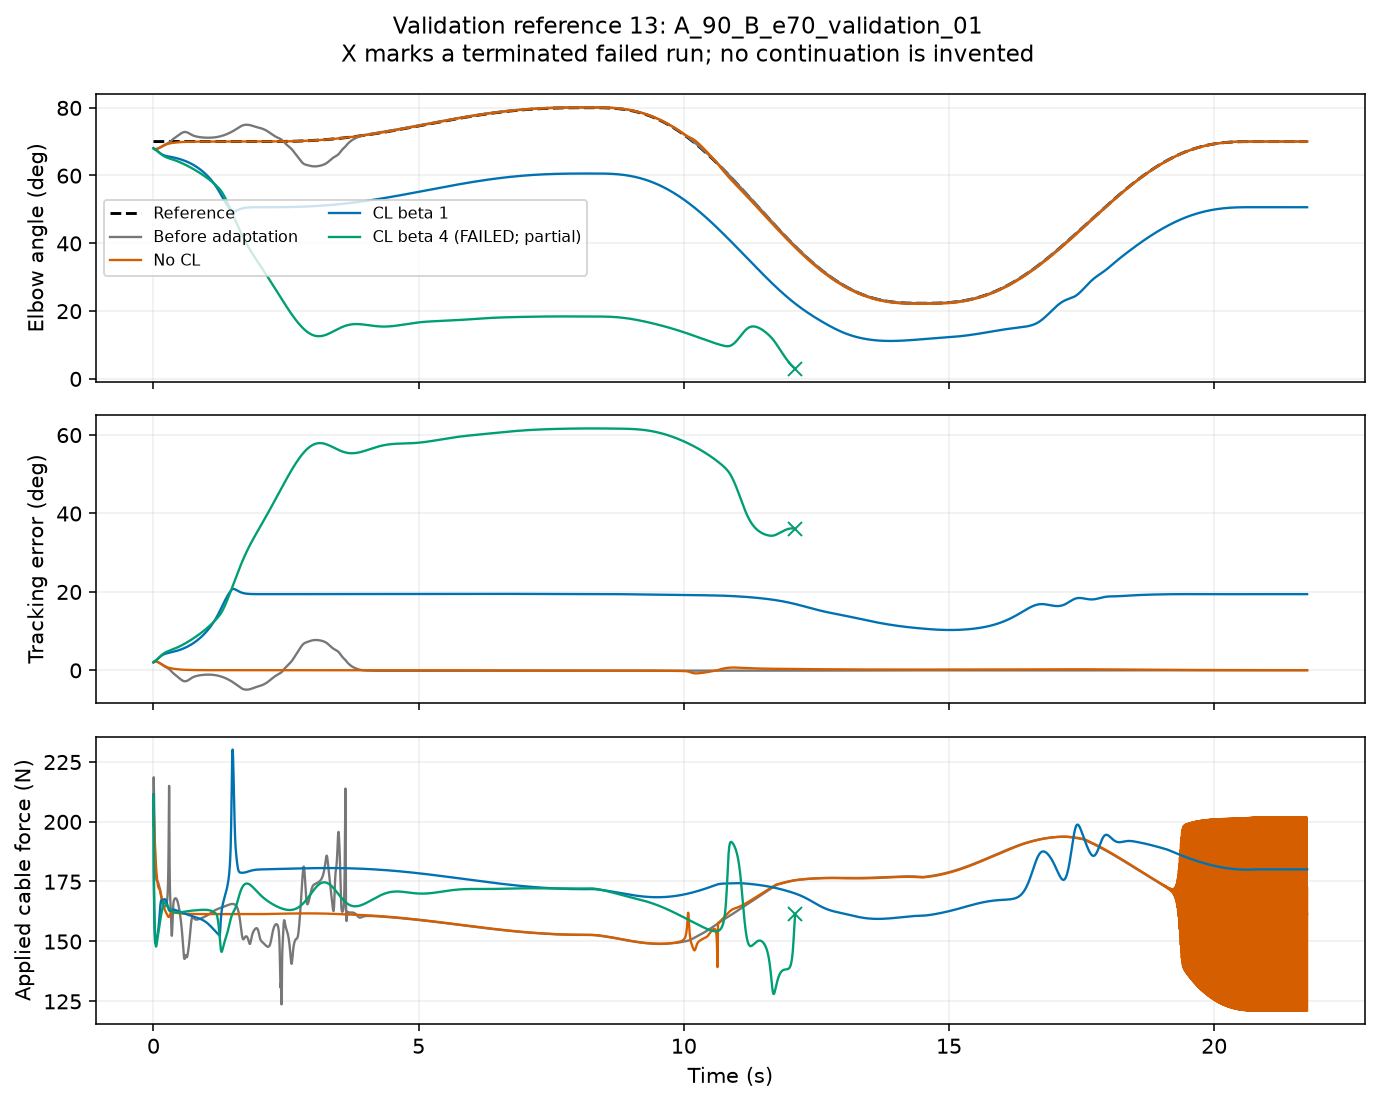 Validation reference 13: A_90_B_e70_validation_01
X marks a terminated failed run; no continuation is invented
80
60
40
20
0
Elbow angle (deg)
Reference
Before adaptation
No CL
CL beta 1
CL beta 4 (FAILED; partial)
60
40
20
0
Tracking error (deg)
225
200
175
150
125
Applied cable force (N)
0
5
10
15
20
Time (s)